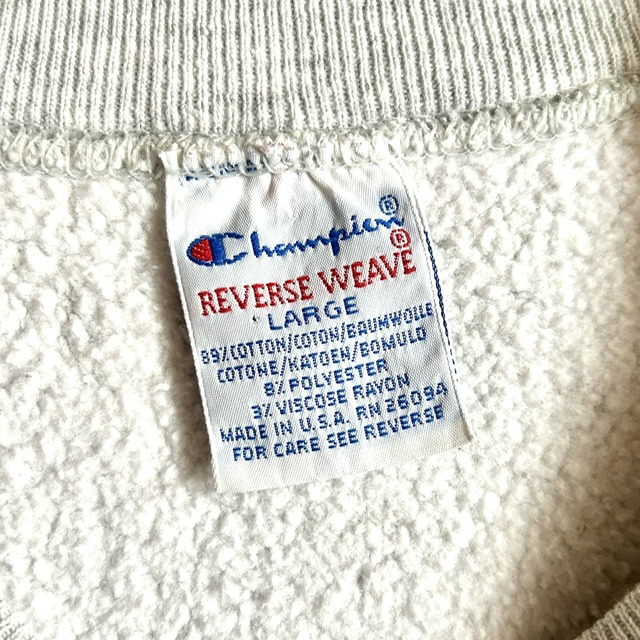 Champion®
REVERSE WEAVE®
LARGE
89%COTTON/COTON/BAUMWOLLE
COTONE/KATOEN/BOMULD
8% POLYESTER
3% VISCOSE RAYON
MADE IN U.S.A. RN 26094
FOR CARE SEE REVERSE